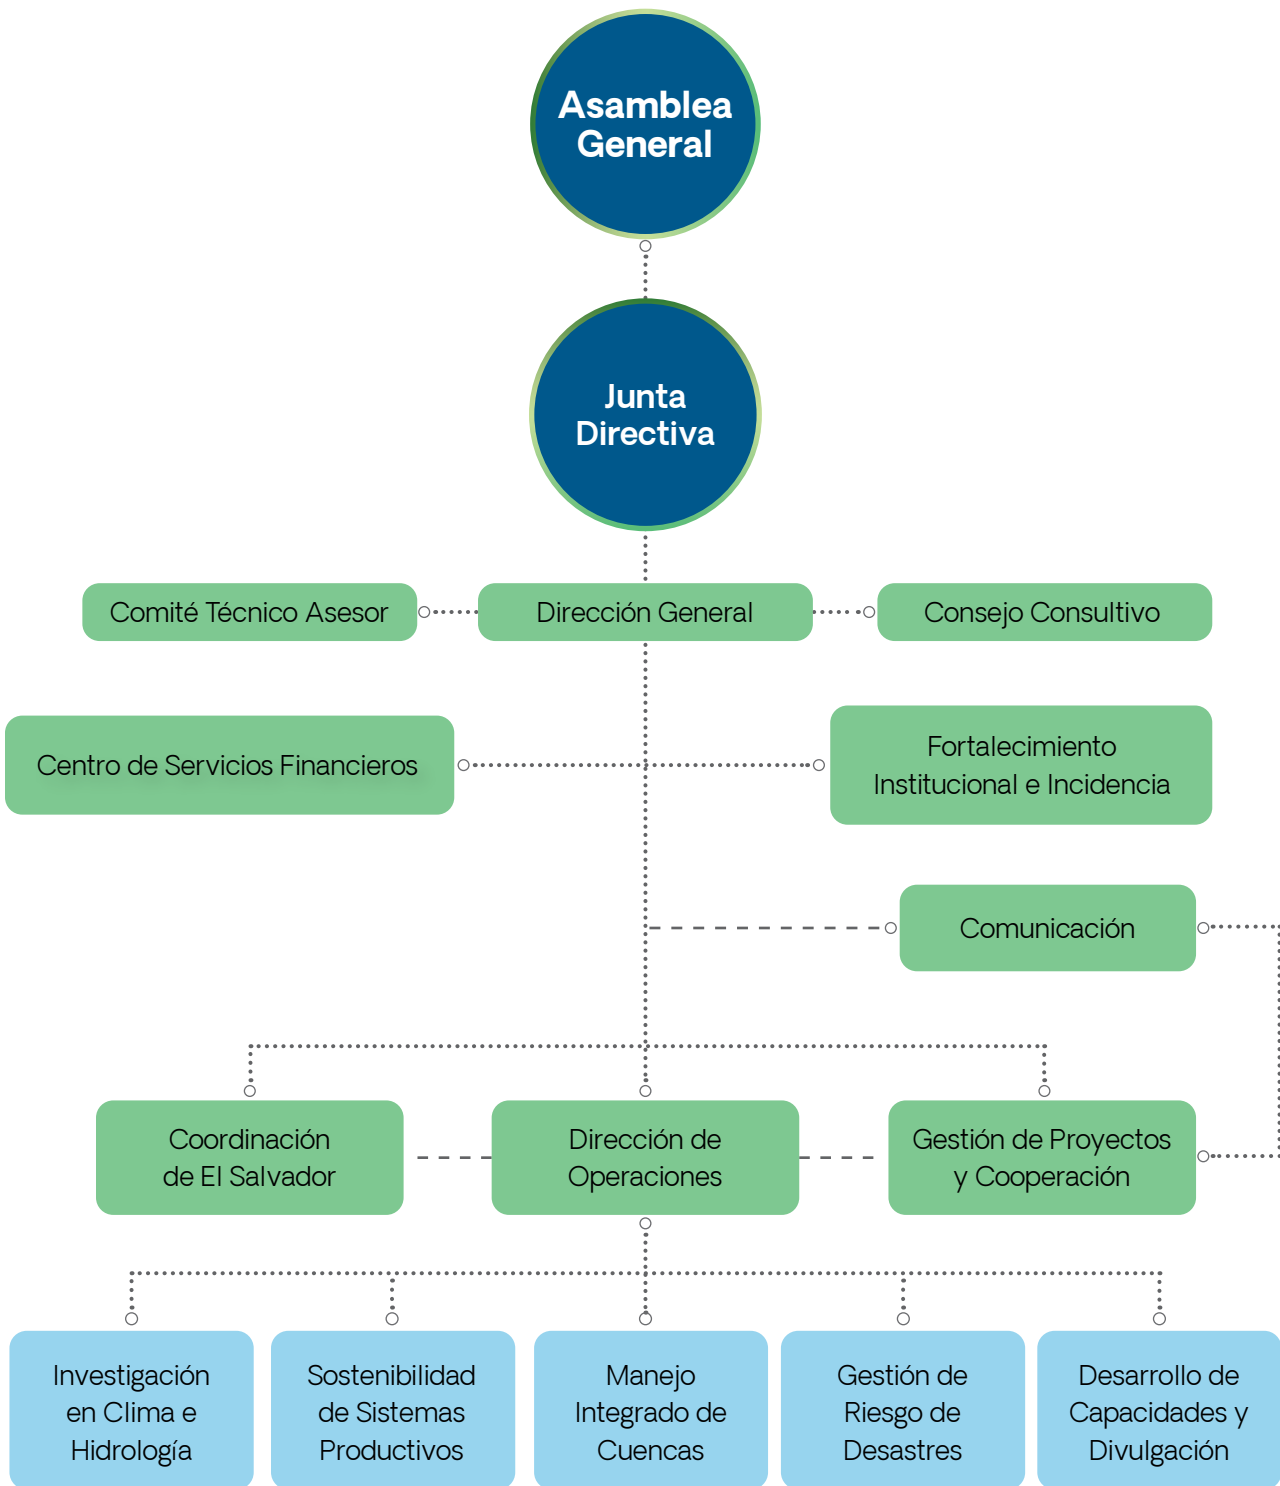 Asamblea
General
Junta
Directiva
Comité Técnico Asesor
Dirección General
Consejo Consultivo
Centro de Servicios Financieros
Fortalecimiento
Institucional e Incidencia
Comunicación
Coordinación
de El Salvador
Dirección de
Operaciones
Gestión de Proyectos
y Cooperación
Investigación
en Clima e
Hidrología
Sostenibilidad
de Sistemas
Productivos
Manejo
Integrado de
Cuencas
Gestión de
Riesgo de
Desastres
Desarrollo de
Capacidades y
Divulgación